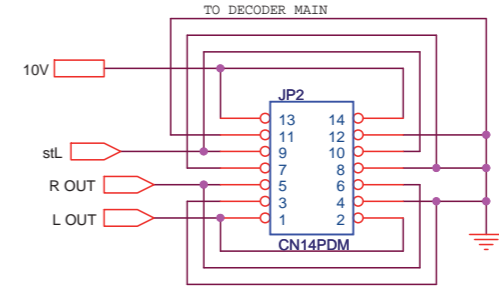 TO DECODER MAIN
10V
JP2
13 14
11 12
stL
9 10
7 8
R OUT
5 6
3 4
L OUT
1 2
CN14PDM